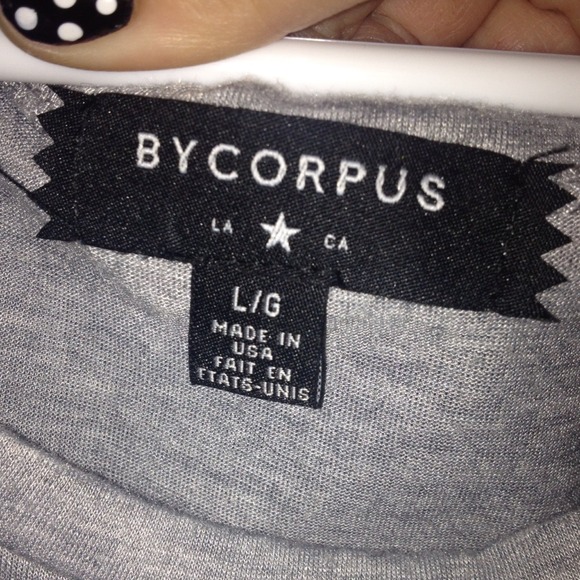 BYCORPUS
LA ★ CA
L/G
MADE IN
USA
FAIT EN
ETATS-UNIS